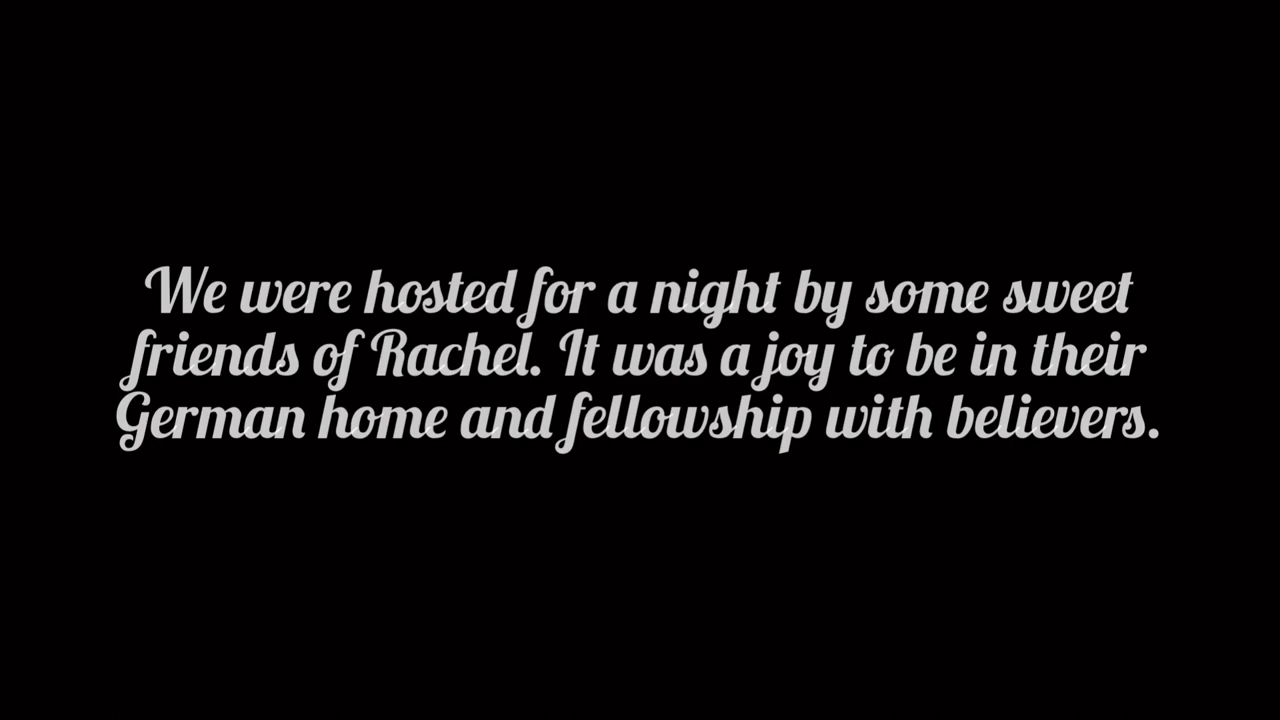 We were hosted for a night by some sweet
friends of Rachel. It was a joy to be in their
German home and fellowship with believers.